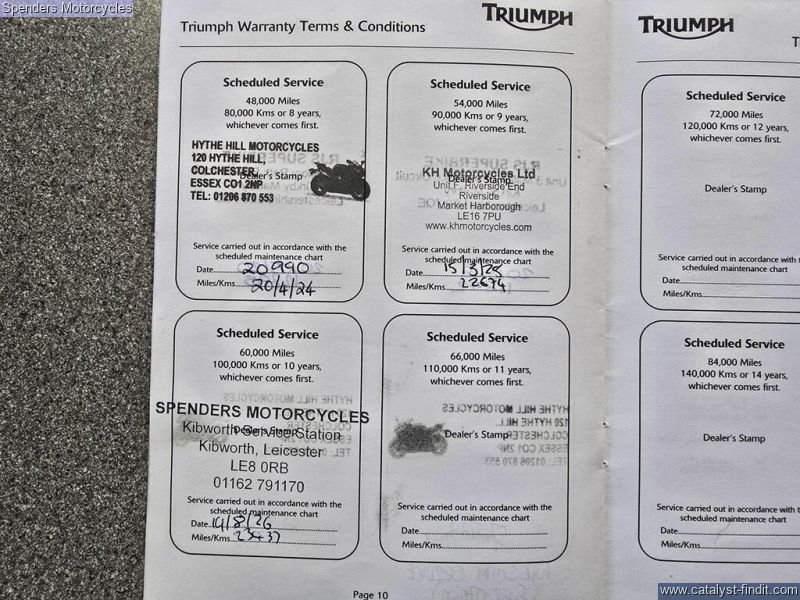 Spenders Motorcycles
Triumph Warranty Terms & Conditions
TRIUMPH
Scheduled Service
48,000 Miles
80,000 Kms or 8 years,
whichever comes first.
HYTHE HILL MOTORCYCLES
120 HYTHE HILL,
COLCHESTER
Dealer's Stamp
ESSEX CO1 2NP
TEL: 01206 870 553
Service carried out in accordance with the
scheduled maintenance chart
Date 20990
Miles/Kms 20/4/24
Scheduled Service
54,000 Miles
90,000 Kms or 9 years,
whichever comes first.
KH Motorcycles Ltd
Dealer's Stamp
Unit F, Riverside End
Riverside
Market Harborough
LE16 7PU
www.khmotorcycles.com
Service carried out in accordance with the
scheduled maintenance chart
Date 15/3/25
Miles/Kms 22674
Scheduled Service
60,000 Miles
100,000 Kms or 10 years,
whichever comes first.
SPENDERS MOTORCYCLES
Dealer's Stamp
Kibworth Service Station
Kibworth, Leicester
LE8 0RB
01162 791170
Service carried out in accordance with the
scheduled maintenance chart
Date 19/8/26
Miles/Kms 23437
Scheduled Service
66,000 Miles
110,000 Kms or 11 years,
whichever comes first.
Dealer's Stamp
Service carried out in accordance with the
scheduled maintenance chart
Date
Miles/Kms
Page 10
TRIUMPH
T
Scheduled Service
72,000 Miles
120,000 Kms or 12 years,
whichever comes first.
Dealer's Stamp
Service carried out in accordance with t
scheduled maintenance chart
Date
Miles/Kms
Scheduled Service
84,000 Miles
140,000 Kms or 14 years,
whichever comes first.
Dealer's Stamp
Service carried out in accordance with t
scheduled maintenance chart
Date
Miles/Kms
www.catalyst-findit.com